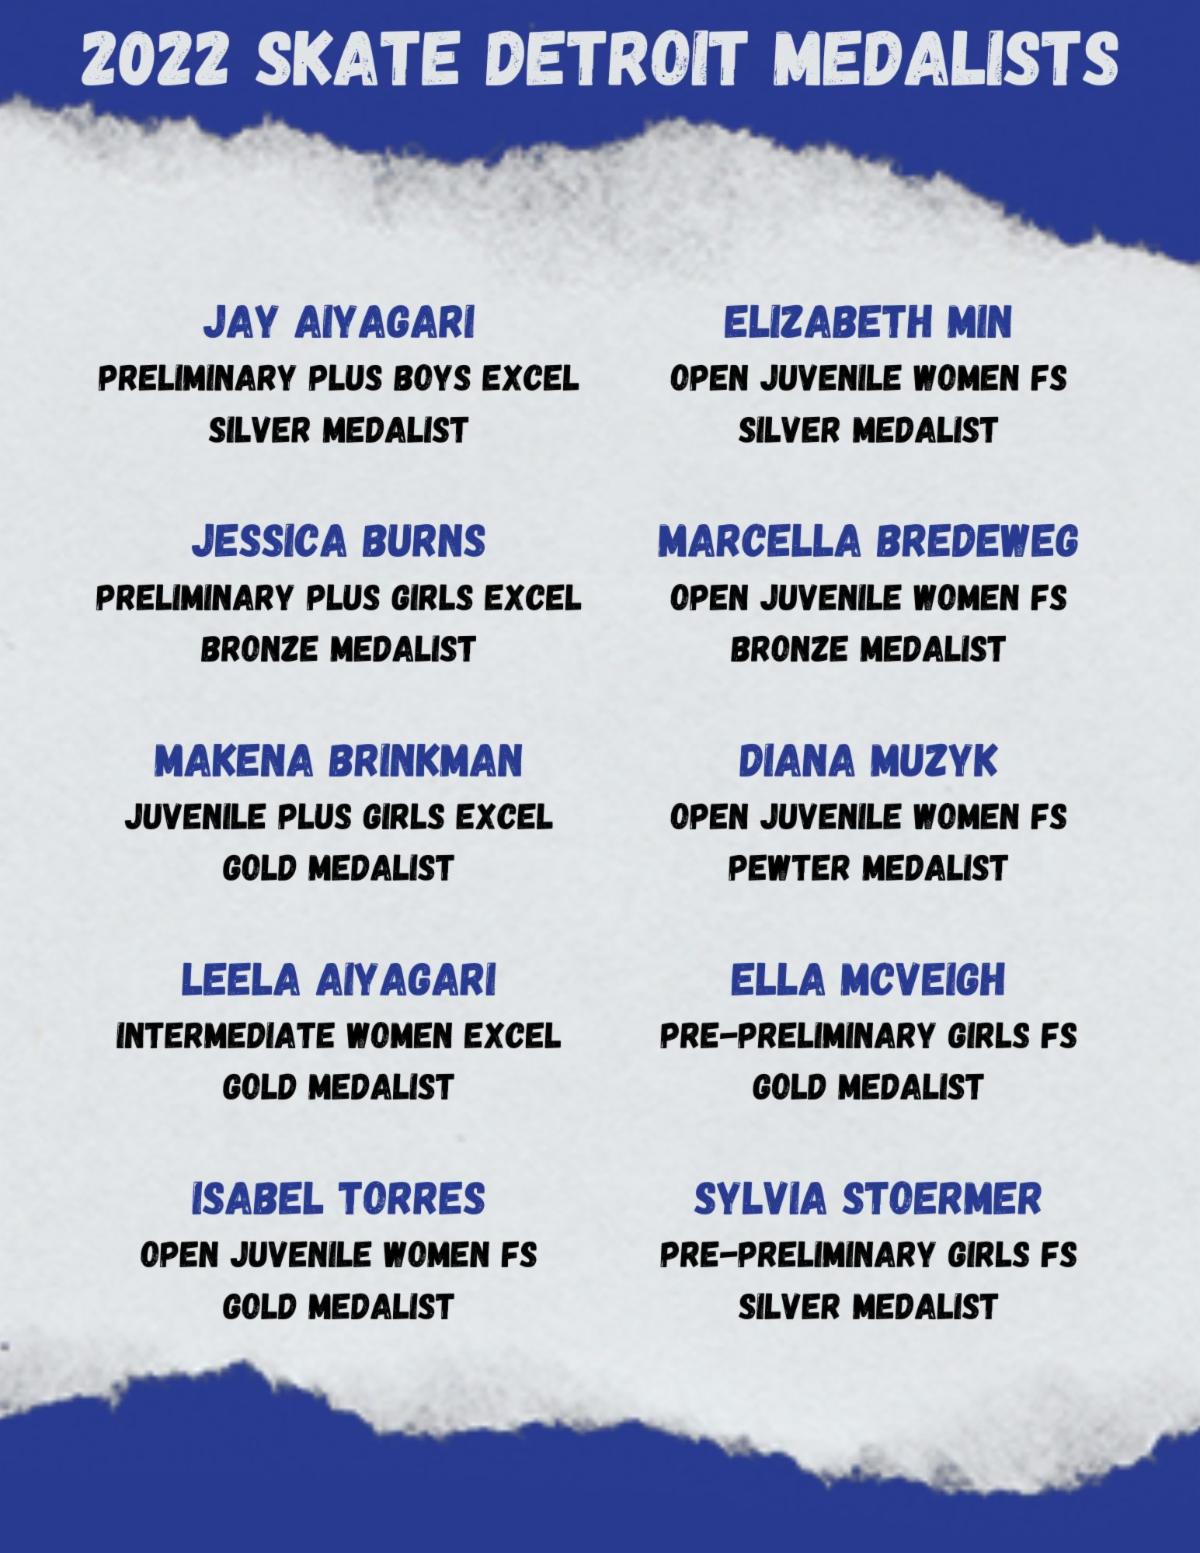 2022 SKATE DETROIT MEDALISTS
JAY AIYAGARI
PRELIMINARY PLUS BOYS EXCEL
SILVER MEDALIST
JESSICA BURNS
PRELIMINARY PLUS GIRLS EXCEL
BRONZE MEDALIST
MAKENA BRINKMAN
JUVENILE PLUS GIRLS EXCEL
GOLD MEDALIST
LEELA AIYAGARI
INTERMEDIATE WOMEN EXCEL
GOLD MEDALIST
ISABEL TORRES
OPEN JUVENILE WOMEN FS
GOLD MEDALIST
ELIZABETH MIN
OPEN JUVENILE WOMEN FS
SILVER MEDALIST
MARCELLA BREDEWEG
OPEN JUVENILE WOMEN FS
BRONZE MEDALIST
DIANA MUZYK
OPEN JUVENILE WOMEN FS
PEWTER MEDALIST
ELLA MCVEIGH
PRE-PRELIMINARY GIRLS FS
GOLD MEDALIST
SYLVIA STOERMER
PRE-PRELIMINARY GIRLS FS
SILVER MEDALIST